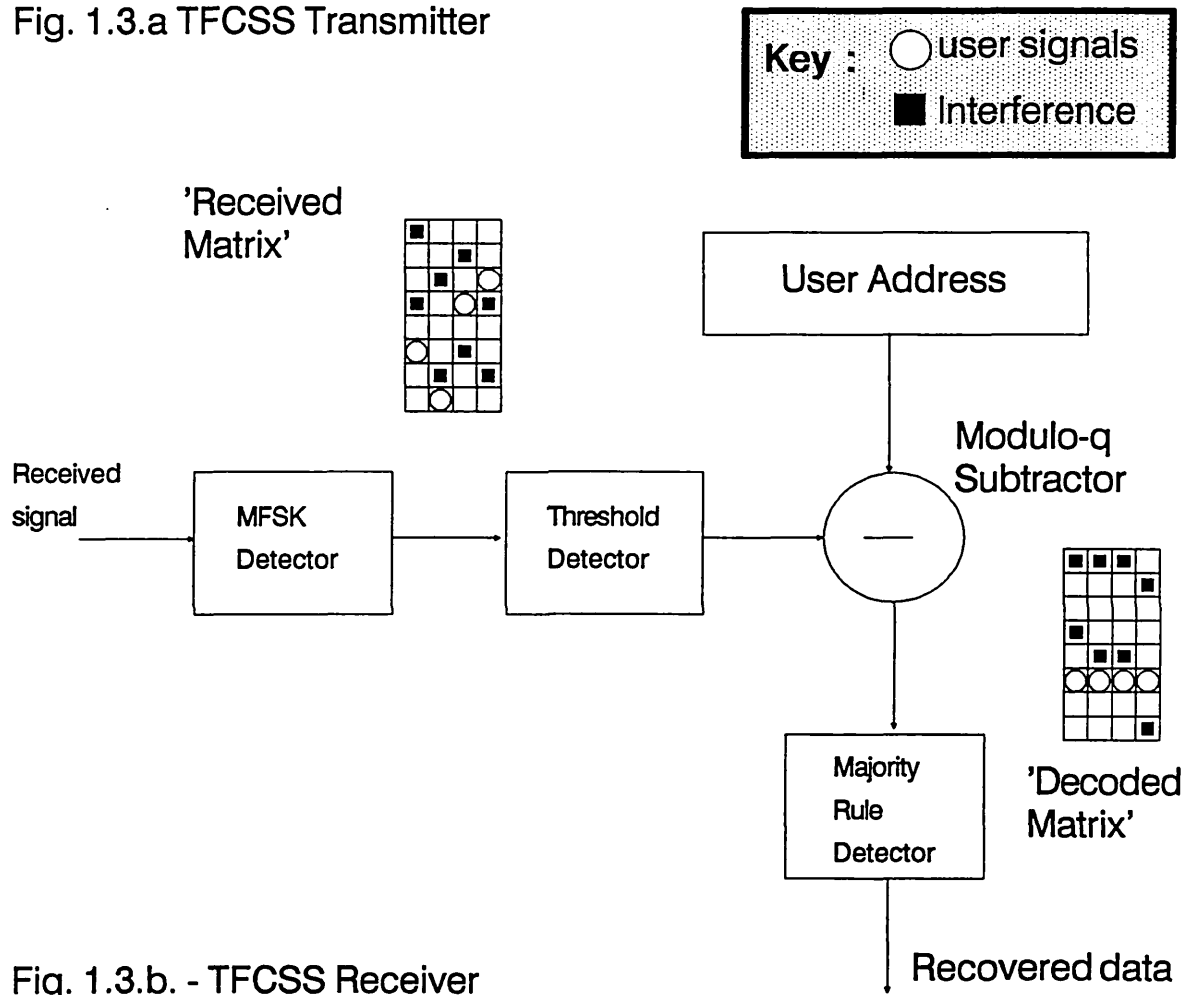 Fig. 1.3.a TFCSS Transmitter
Key :
user signals
Interference
'Received
Matrix'
User Address
Modulo-q
Subtractor
Received
signal
MFSK
Detector
Threshold
Detector
Majority
Rule
Detector
'Decoded
Matrix'
Recovered data
Fig. 1.3.b. - TFCSS Receiver